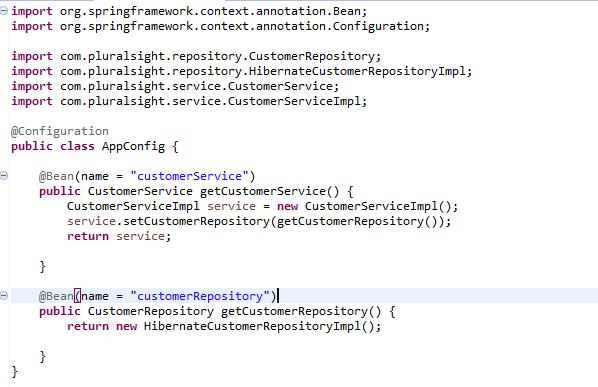 import org.springframework.context.annotation.Bean;
import org.springframework.context.annotation.Configuration;

import com.pluralsight.repository.CustomerRepository;
import com.pluralsight.repository.HibernateCustomerRepositoryImpl;
import com.pluralsight.service.CustomerService;
import com.pluralsight.service.CustomerServiceImpl;

@Configuration
public class AppConfig {

    @Bean(name = "customerService")
    public CustomerService getCustomerService() {
        CustomerServiceImpl service = new CustomerServiceImpl();
        service.setCustomerRepository(getCustomerRepository());
        return service;

    }

    @Bean(name = "customerRepository")
    public CustomerRepository getCustomerRepository() {
        return new HibernateCustomerRepositoryImpl();

    }
}